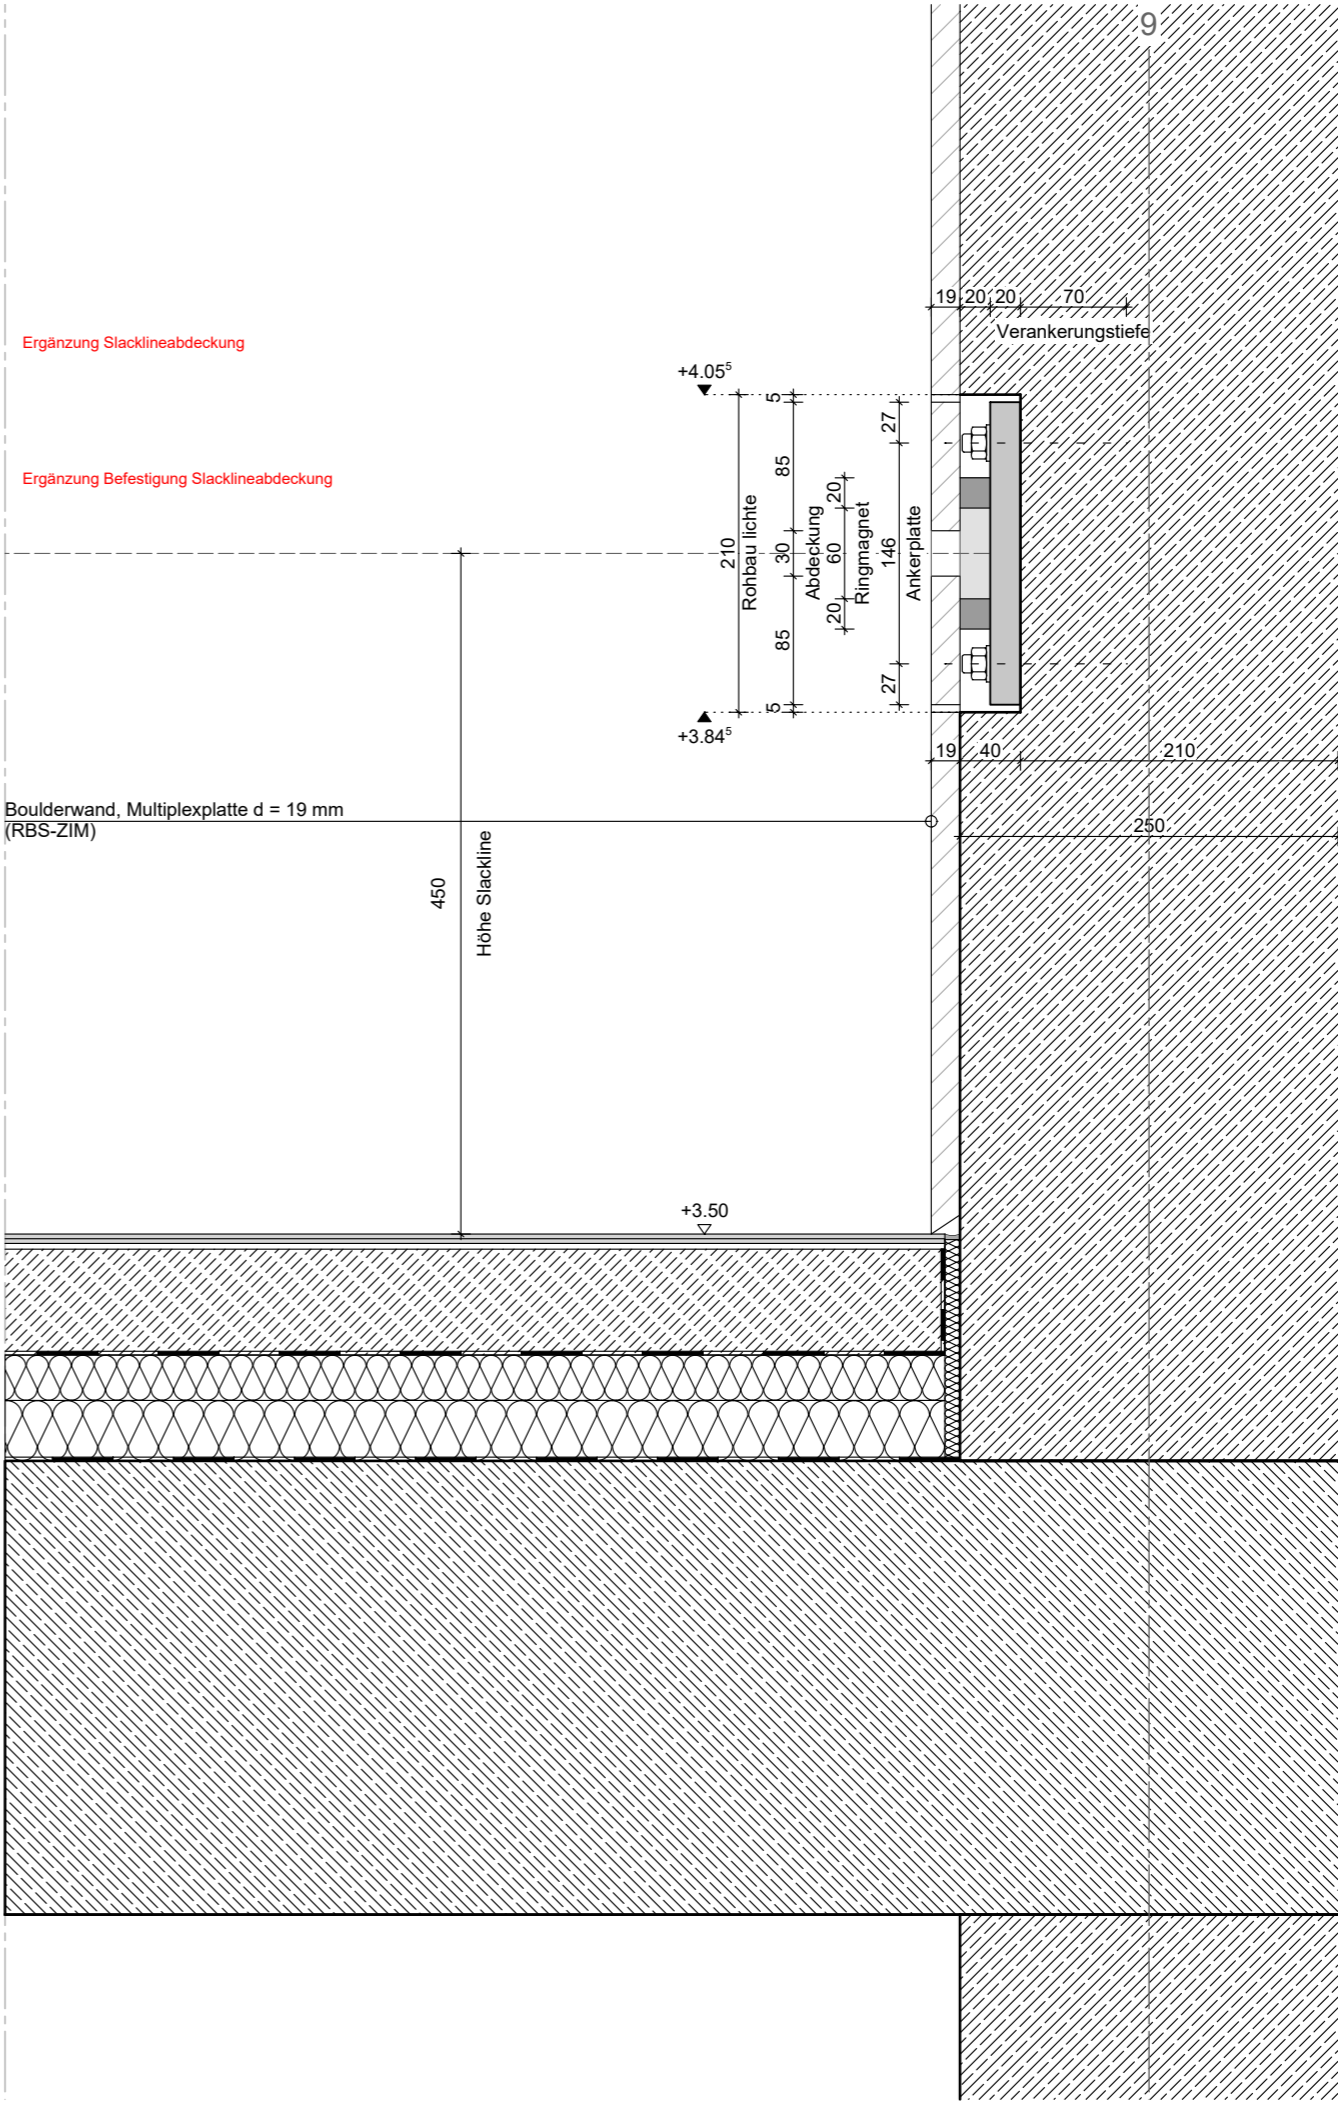 9
19 20 20 70
Verankerungstiefe
Ergänzung Slacklineabdeckung
+4.05⁵
Ergänzung Befestigung Slacklineabdeckung
210
Rohbau lichte
5
85
30
85
5
Abdeckung
20
60
20
Ringmagnet
27
146
27
Ankerplatte
+3.84⁵
19 40 210
250
Boulderwand, Multiplexplatte d = 19 mm
(RBS-ZIM)
450
Höhe Slackline
+3.50